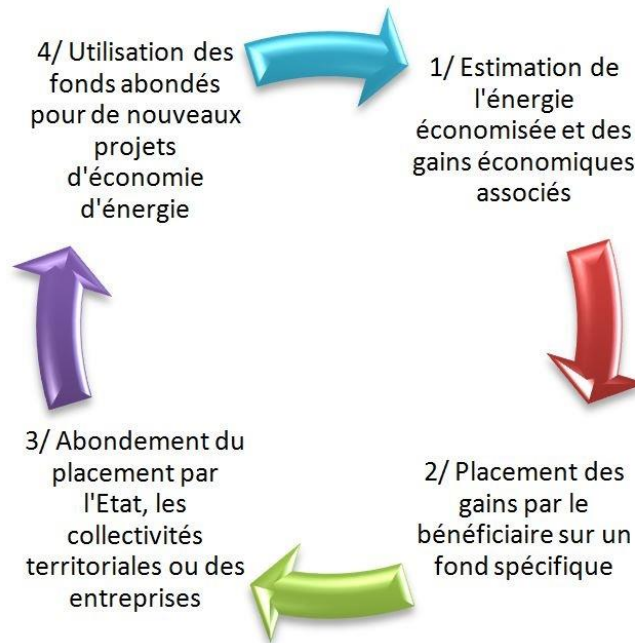 1/ Estimation de
l'énergie
économisée et des
gains économiques
associés
2/ Placement des
gains par le
bénéficiaire sur un
fond spécifique
3/ Abondement du
placement par
l'Etat, les
collectivités
territoriales ou des
entreprises
4/ Utilisation des
fonds abondés
pour de nouveaux
projets
d'économie
d'énergie